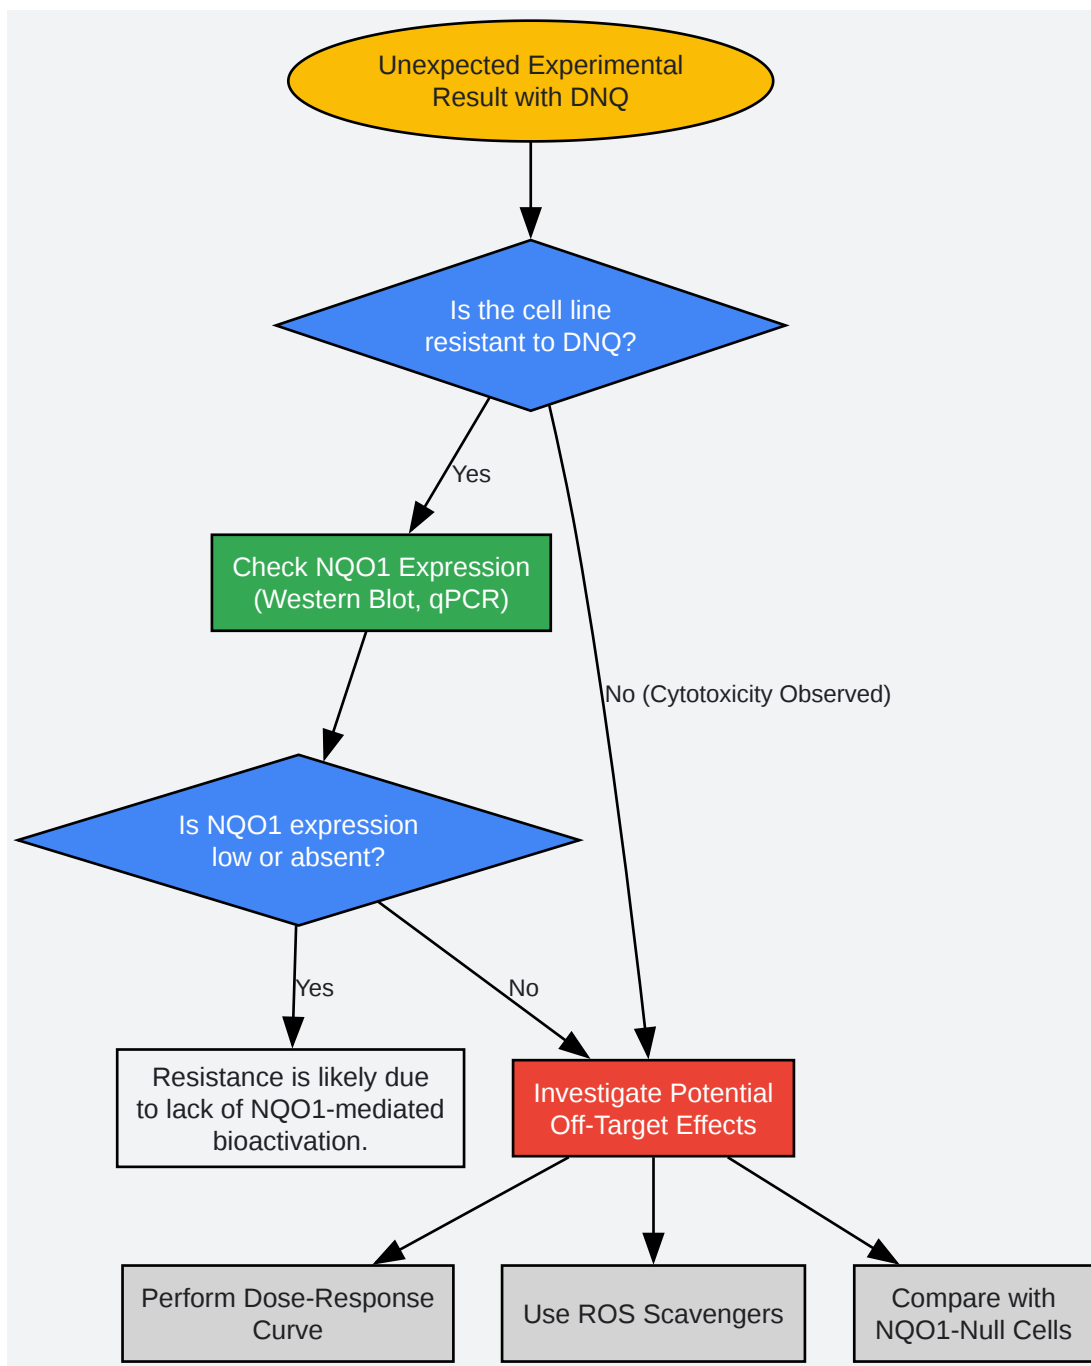 Unexpected Experimental
Result with DNQ
Is the cell line
resistant to DNQ?
Yes
Check NQO1 Expression
(Western Blot, qPCR)
No (Cytotoxicity Observed)
Is NQO1 expression
low or absent?
Yes
No
Resistance is likely due
to lack of NQO1-mediated
bioactivation.
Investigate Potential
Off-Target Effects
Perform Dose-Response
Curve
Use ROS Scavengers
Compare with
NQO1-Null Cells